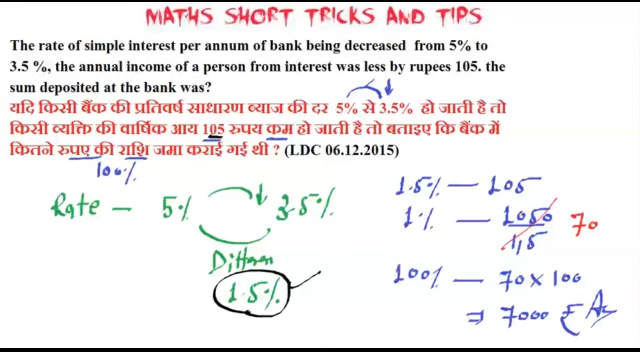 MATHS SHORT TRICKS AND TIPS
The rate of simple interest per annum of bank being decreased from 5% to
3.5 %, the annual income of a person from interest was less by rupees 105. the
sum deposited at the bank was?
यदि किसी बैंक की प्रतिवर्ष साधारण ब्याज की दर 5% से 3.5% हो जाती है तो
किसी व्यक्ति की वार्षिक आय 105 रुपय कम हो जाती है तो बताइए कि बैंक में
कितने रुपए की राशि जमा कराई गई थी ? (LDC 06.12.2015)
100%
Rate — 5% 3.5%
1.5%
1.5% — 105
1% — 1050 / 1,5 70
100% — 70 × 100
⇒ 7000 ₹ As